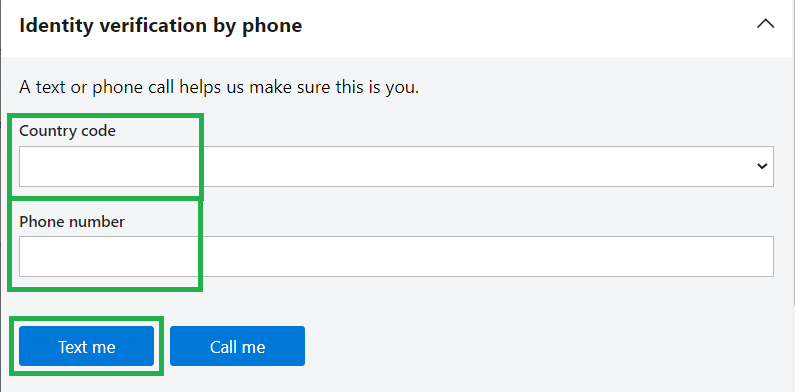 Identity verification by phone
A text or phone call helps us make sure this is you.
Country code
Phone number
Text me
Call me